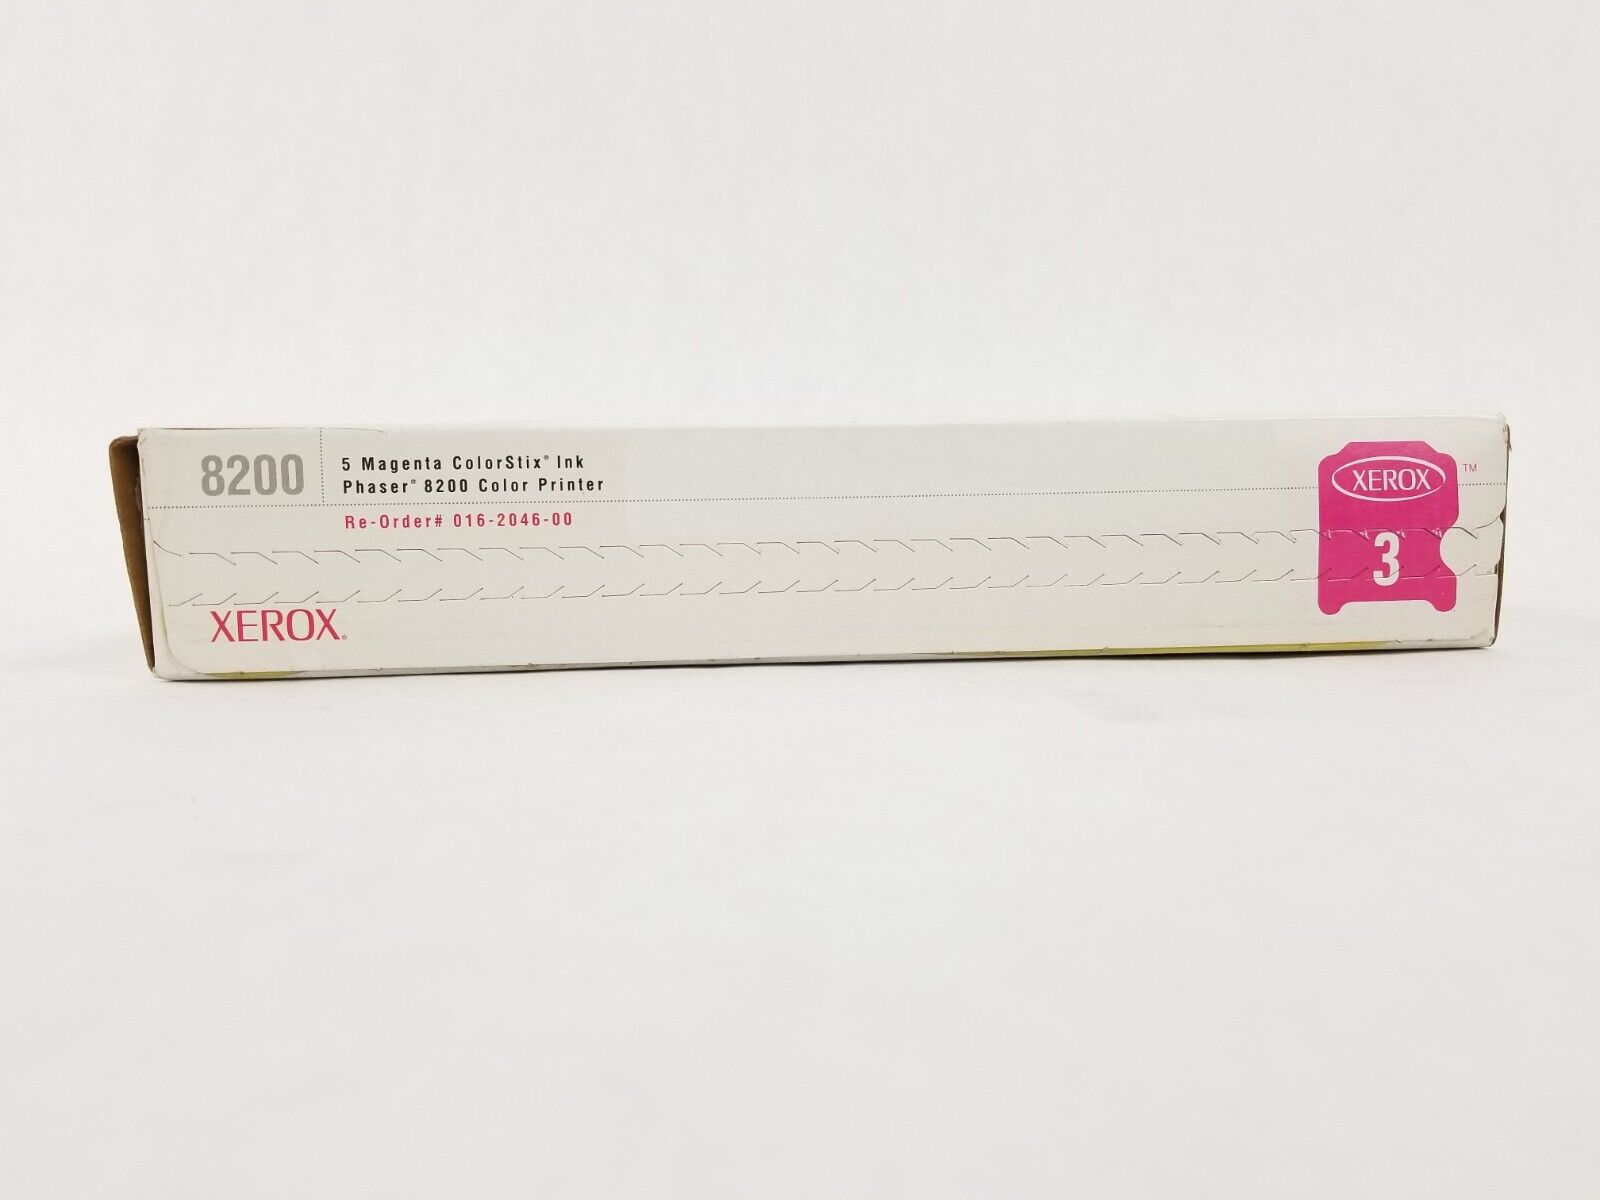 8200
5 Magenta ColorStix® Ink
Phaser® 8200 Color Printer
Re-Order# 016-2046-00
XEROX®
XEROX ™
3